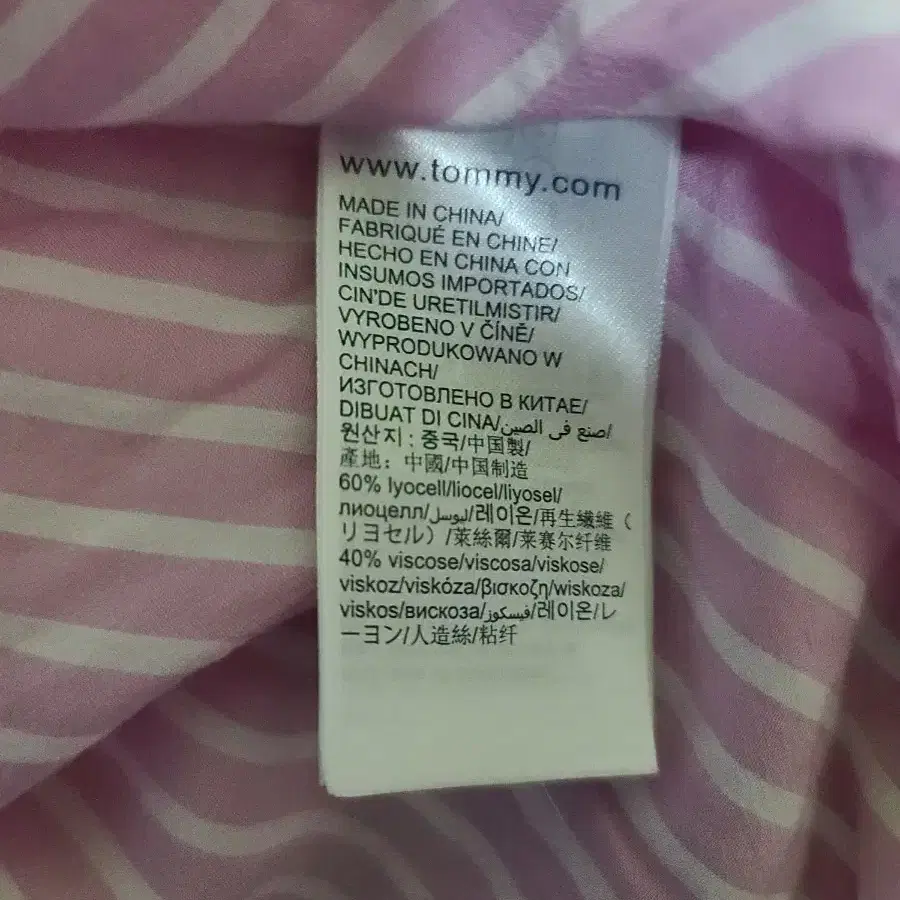 www.tommy.com
MADE IN CHINA/
FABRIQUÉ EN CHINE/
HECHO EN CHINA CON
INSUMOS IMPORTADOS/
CIN'DE URETILMISTIR/
VYROBENO V ČÍNĚ/
WYPRODUKOWANO W
CHINACH/
ИЗГОТОВЛЕНО В КИТАЕ/
DIBUAT DI CINA/صنع في الصين/
원산지 : 중국/中国製/
產地：中國/中国制造
60% lyocell/liocel/liyosel/
лиоцелл/ليوسل/레이온/再生繊維（
リヨセル）/萊絲爾/莱赛尔纤维
40% viscose/viscosa/viskose/
viskoz/viskóza/βισκοζη/wiskoza/
viskos/вискоза/فيسكوز/레이온/レ
ーヨン/人造絲/粘纤